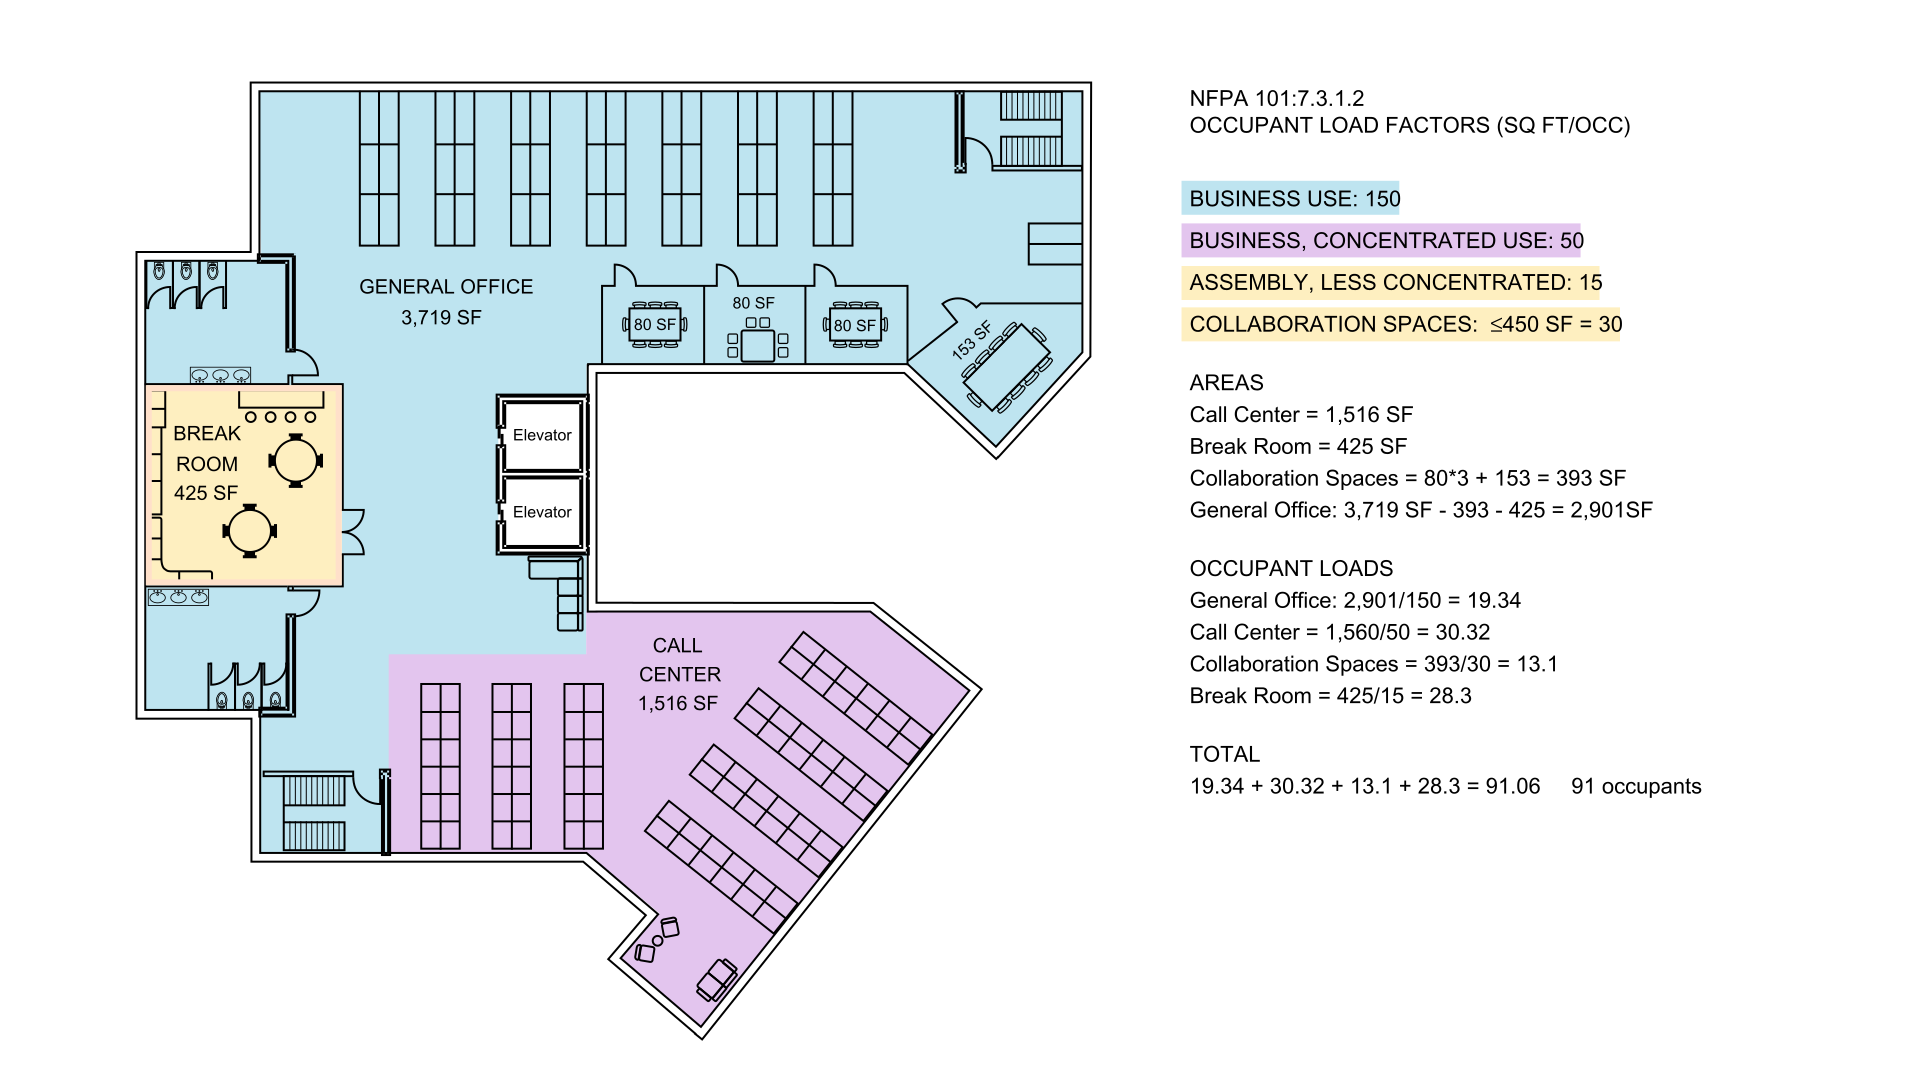 GENERAL OFFICE
3,719 SF
80 SF
80 SF
80 SF
153 SF
BREAK
ROOM
425 SF
Elevator
Elevator
CALL
CENTER
1,516 SF
NFPA 101:7.3.1.2
OCCUPANT LOAD FACTORS (SQ FT/OCC)
BUSINESS USE: 150
BUSINESS, CONCENTRATED USE: 50
ASSEMBLY, LESS CONCENTRATED: 15
COLLABORATION SPACES: ≤450 SF = 30
AREAS
Call Center = 1,516 SF
Break Room = 425 SF
Collaboration Spaces = 80*3 + 153 = 393 SF
General Office: 3,719 SF - 393 - 425 = 2,901SF
OCCUPANT LOADS
General Office: 2,901/150 = 19.34
Call Center = 1,560/50 = 30.32
Collaboration Spaces = 393/30 = 13.1
Break Room = 425/15 = 28.3
TOTAL
19.34 + 30.32 + 13.1 + 28.3 = 91.06 91 occupants